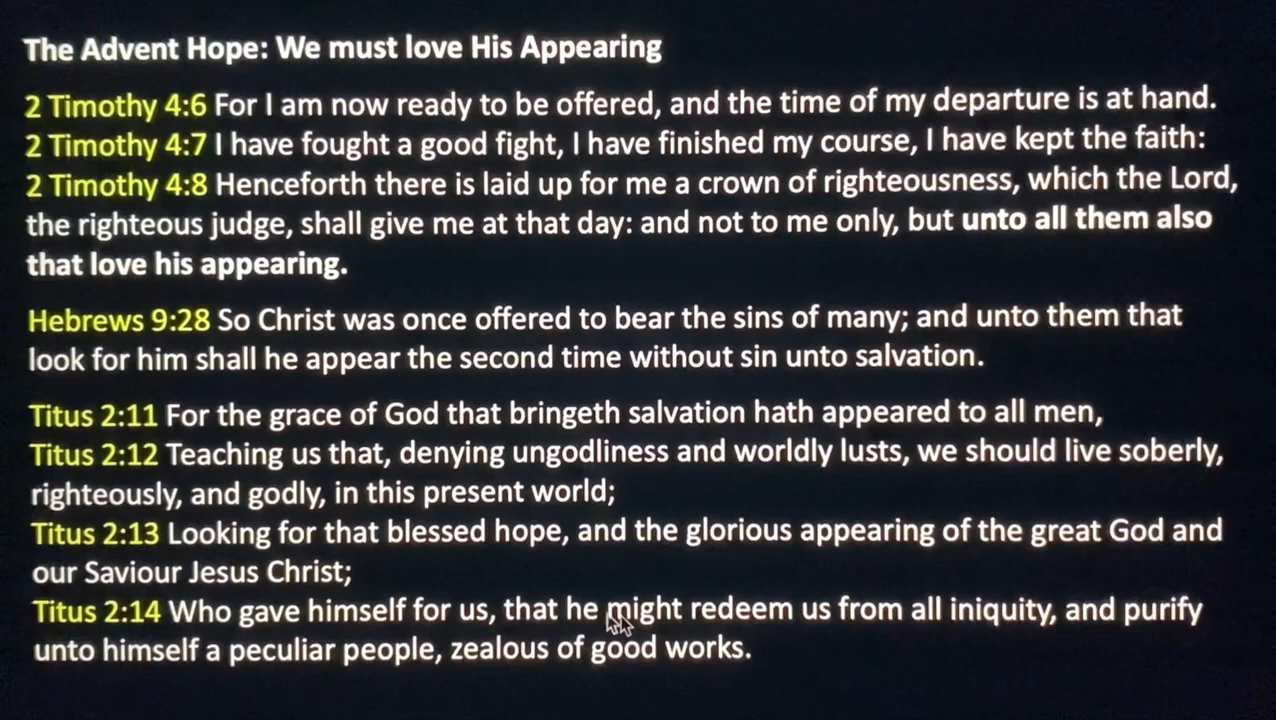 The Advent Hope: We must love His Appearing
2 Timothy 4:6 For I am now ready to be offered, and the time of my departure is at hand.
2 Timothy 4:7 I have fought a good fight, I have finished my course, I have kept the faith:
2 Timothy 4:8 Henceforth there is laid up for me a crown of righteousness, which the Lord,
the righteous judge, shall give me at that day: and not to me only, but unto all them also
that love his appearing.
Hebrews 9:28 So Christ was once offered to bear the sins of many; and unto them that
look for him shall he appear the second time without sin unto salvation.
Titus 2:11 For the grace of God that bringeth salvation hath appeared to all men,
Titus 2:12 Teaching us that, denying ungodliness and worldly lusts, we should live soberly,
righteously, and godly, in this present world;
Titus 2:13 Looking for that blessed hope, and the glorious appearing of the great God and
our Saviour Jesus Christ;
Titus 2:14 Who gave himself for us, that he might redeem us from all iniquity, and purify
unto himself a peculiar people, zealous of good works.